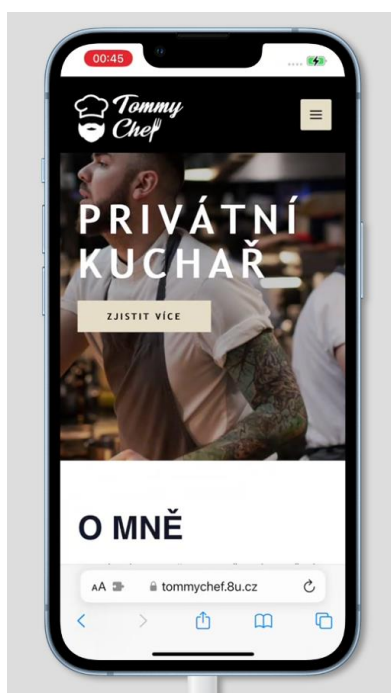 00:45
Tommy
Chef
PRIVÁTNÍ
KUCHAŘ
ZJISTIT VÍCE
O MNĚ
AA
tommychef.8u.cz